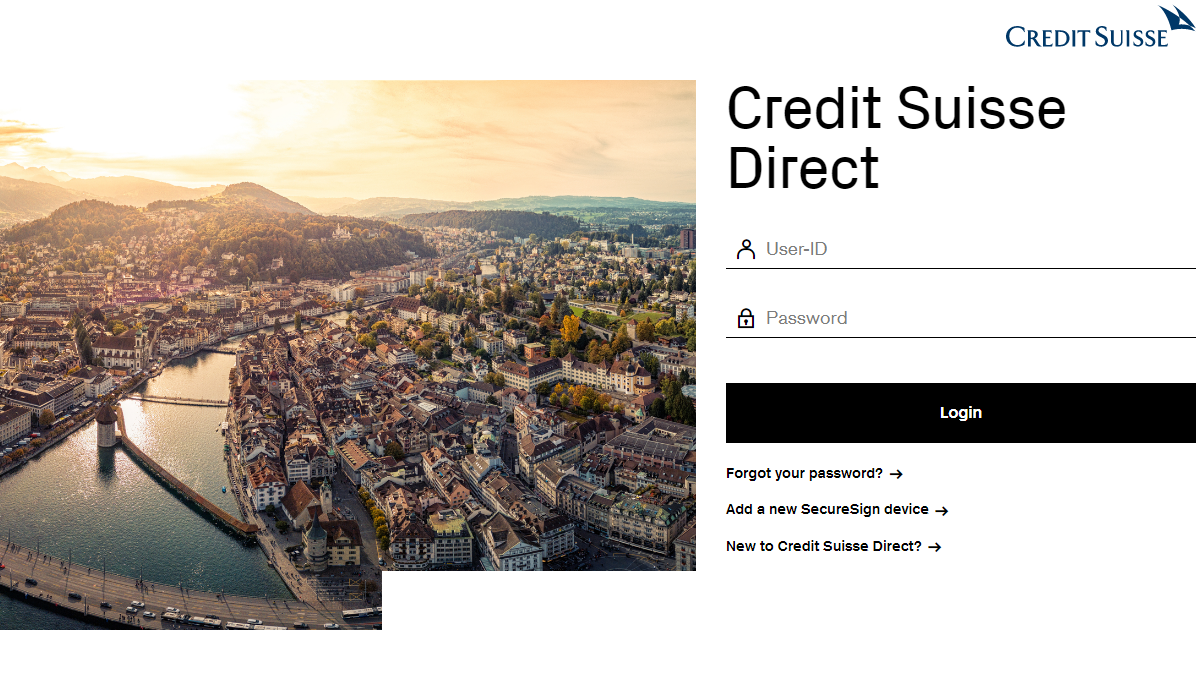 CREDIT SUISSE
Credit Suisse
Direct
User-ID
Password
Login
Forgot your password? →
Add a new SecureSign device →
New to Credit Suisse Direct? →